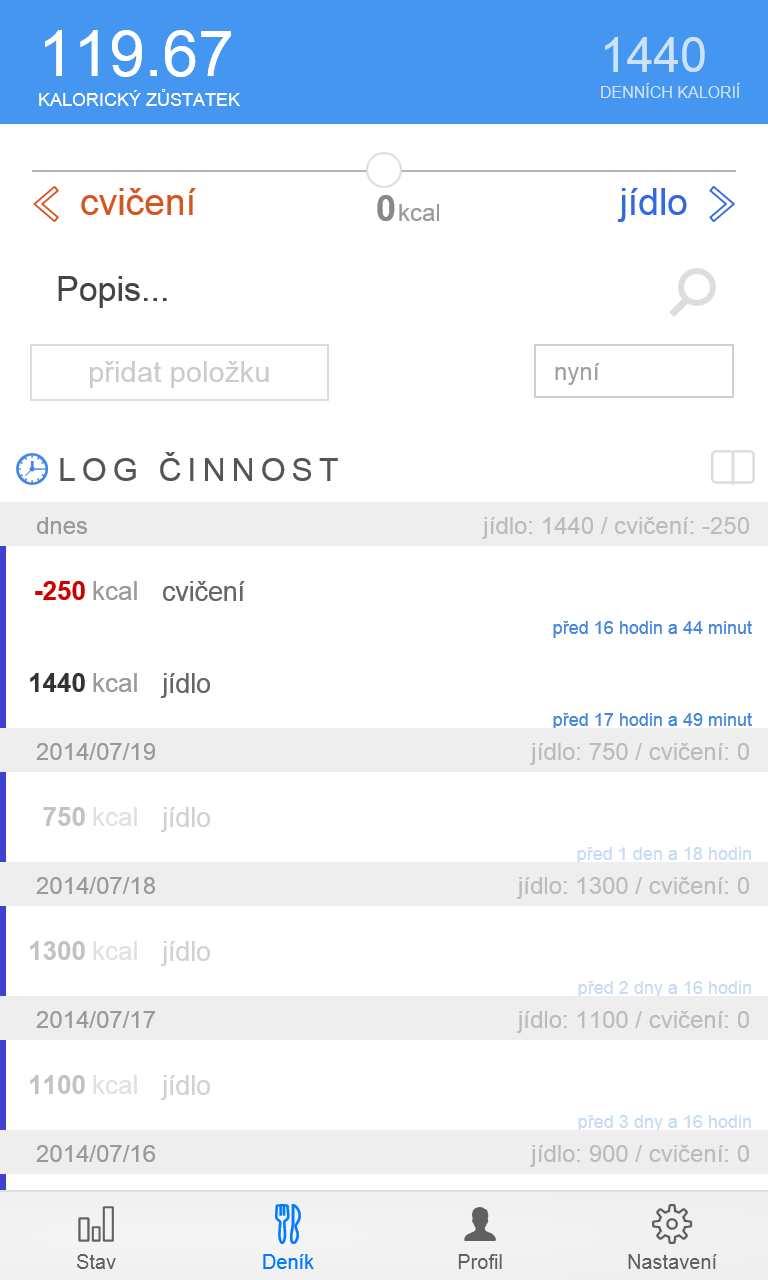 119.67
1440
KALORICKÝ ZŮSTATEK
DENNÍCH KALORIÍ
cvičení
0 kcal
jídlo
Popis...
přidat položku
nyní
LOG ČINNOST
dnes
jídlo: 1440 / cvičení: -250
-250 kcal cvičení
před 16 hodin a 44 minut
1440 kcal jídlo
před 17 hodin a 49 minut
2014/07/19
jídlo: 750 / cvičení: 0
750 kcal jídlo
před 1 den a 18 hodin
2014/07/18
jídlo: 1300 / cvičení: 0
1300 kcal jídlo
před 2 dny a 16 hodin
2014/07/17
jídlo: 1100 / cvičení: 0
1100 kcal jídlo
před 3 dny a 16 hodin
2014/07/16
jídlo: 900 / cvičení: 0
Stav
Deník
Profil
Nastavení